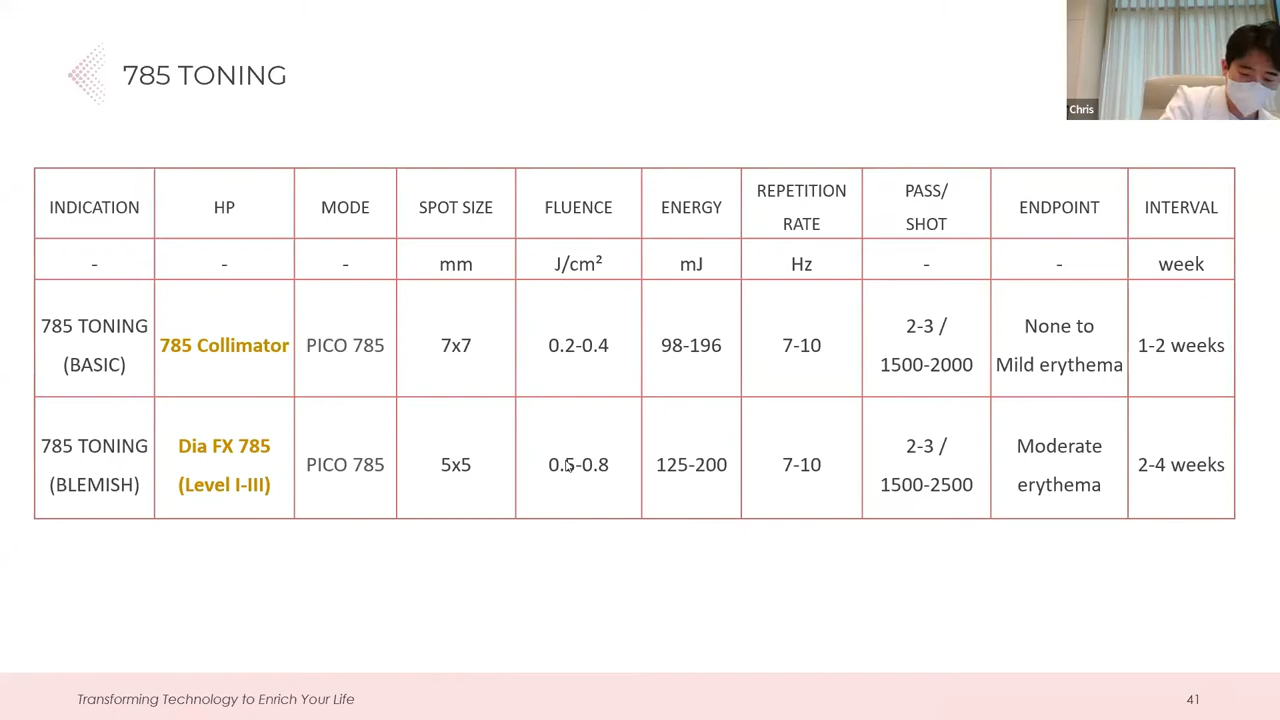 785 TONING
Chris
INDICATION HP MODE SPOT SIZE FLUENCE ENERGY REPETITION RATE PASS/ SHOT ENDPOINT INTERVAL
- - - mm J/cm² mJ Hz - - week
785 TONING (BASIC) 785 Collimator PICO 785 7x7 0.2-0.4 98-196 7-10 2-3 / 1500-2000 None to Mild erythema 1-2 weeks
785 TONING (BLEMISH) Dia FX 785 (Level I-III) PICO 785 5x5 0.5-0.8 125-200 7-10 2-3 / 1500-2500 Moderate erythema 2-4 weeks
Transforming Technology to Enrich Your Life 41